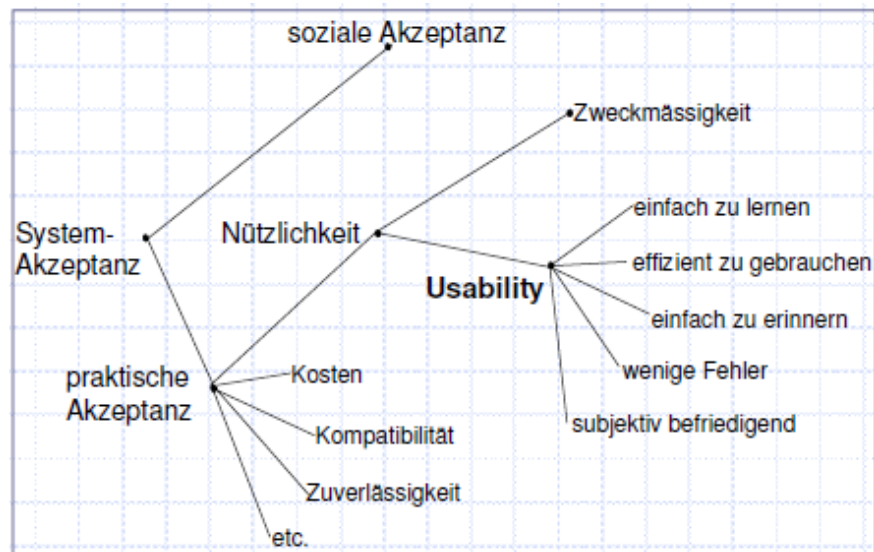 soziale Akzeptanz
Zweckmässigkeit
System-
Akzeptanz
Nützlichkeit
Usability
einfach zu lernen
effizient zu gebrauchen
einfach zu erinnern
wenige Fehler
subjektiv befriedigend
praktische
Akzeptanz
Kosten
Kompatibilität
Zuverlässigkeit
etc.